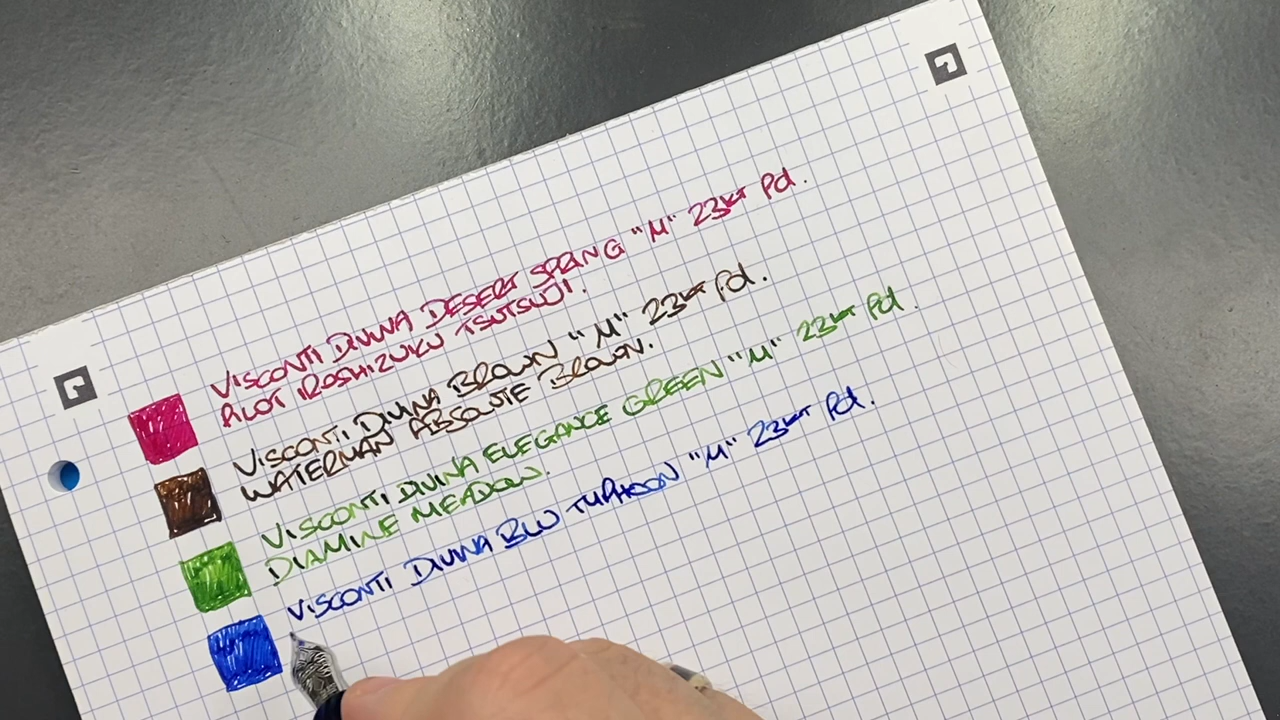 VISCONTI DIVINA DESERT SPRING "M" 23KT Pd.
PILOT IROSHIZUKU TSUTSUJI.
VISCONTI DIVINA BROWN "M" 23KT Pd.
WATERMAN ABSOLUTE BROWN.
VISCONTI DIVINA ELEGANCE GREEN "M" 23KT Pd.
DIAMINE MEADOW.
VISCONTI DIVINA BLU TYPHOON "M" 23KT Pd.